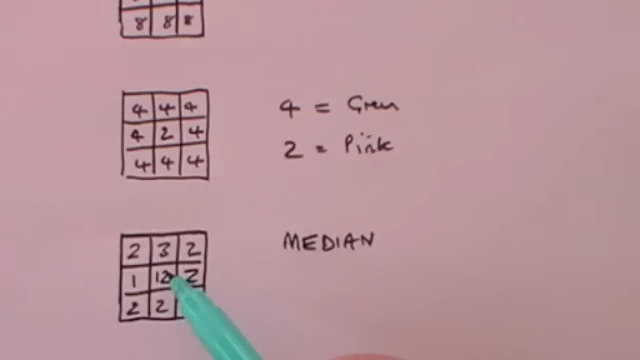 8 8 8
4 4 4
4 2 4
4 4 4
4 = Green
2 = Pink
2 3 2
1 12 2
2 2
MEDIAN